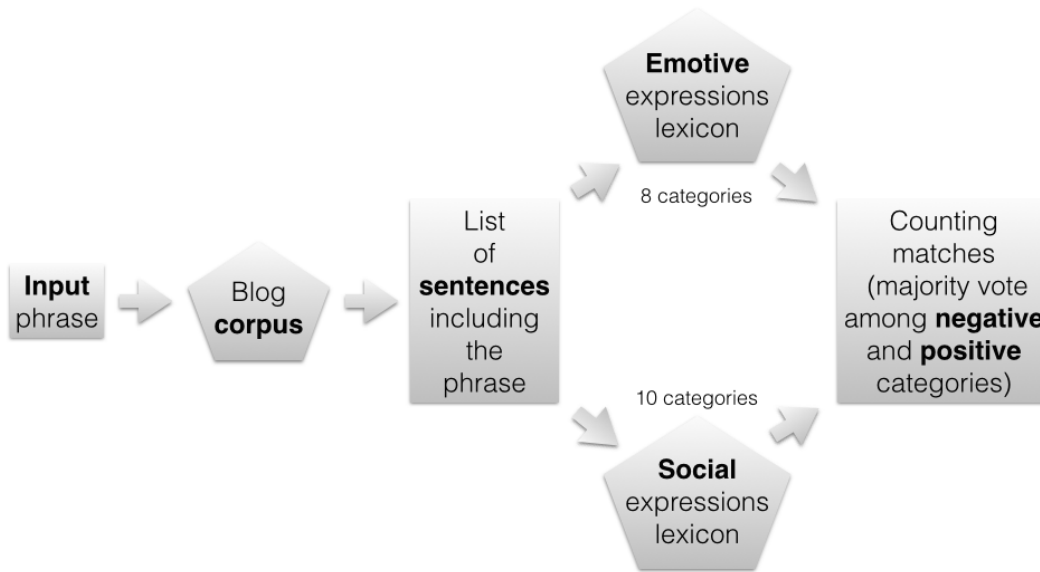 Input
phrase
Blog
corpus
List
of
sentences
including
the
phrase
Emotive
expressions
lexicon
8 categories
10 categories
Social
expressions
lexicon
Counting
matches
(majority vote
among negative
and positive
categories)